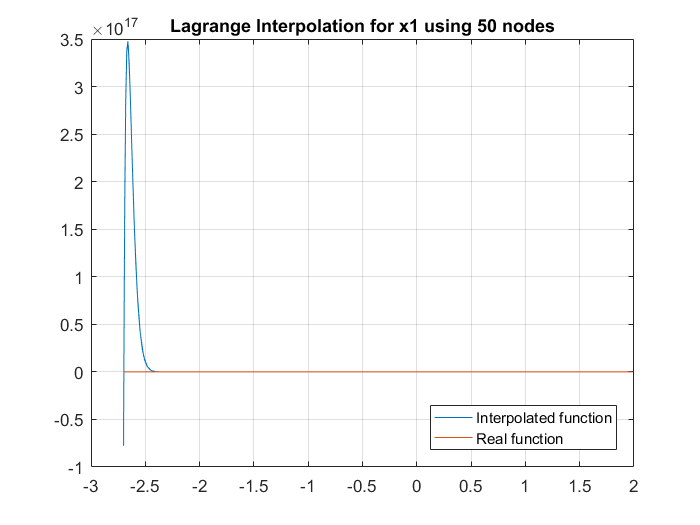 Lagrange Interpolation for x1 using 50 nodes
×10^17
3.5
3
2.5
2
1.5
1
0.5
0
-0.5
-1
-3 -2.5 -2 -1.5 -1 -0.5 0 0.5 1 1.5 2
Interpolated function
Real function